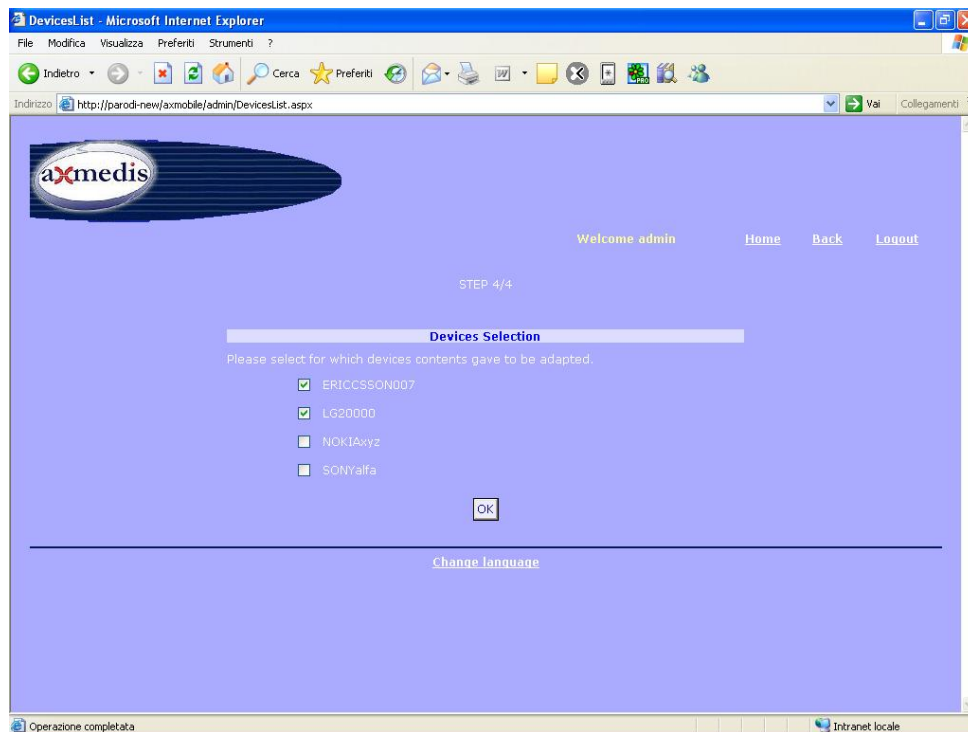 DevicesList - Microsoft Internet Explorer
File Modifica Visualizza Preferiti Strumenti ?
Indietro Cerca Preferiti
Indirizzo http://parodi-new/axmobile/admin/DevicesList.aspx Vai Collegamenti
axmedis
Welcome admin Home Back Logout
STEP 4/4
Devices Selection
Please select for which devices contents gave to be adapted.
ERICCSSON007
LG20000
NOKIAxyz
SONYalfa
OK
Change language
Operazione completata Intranet locale